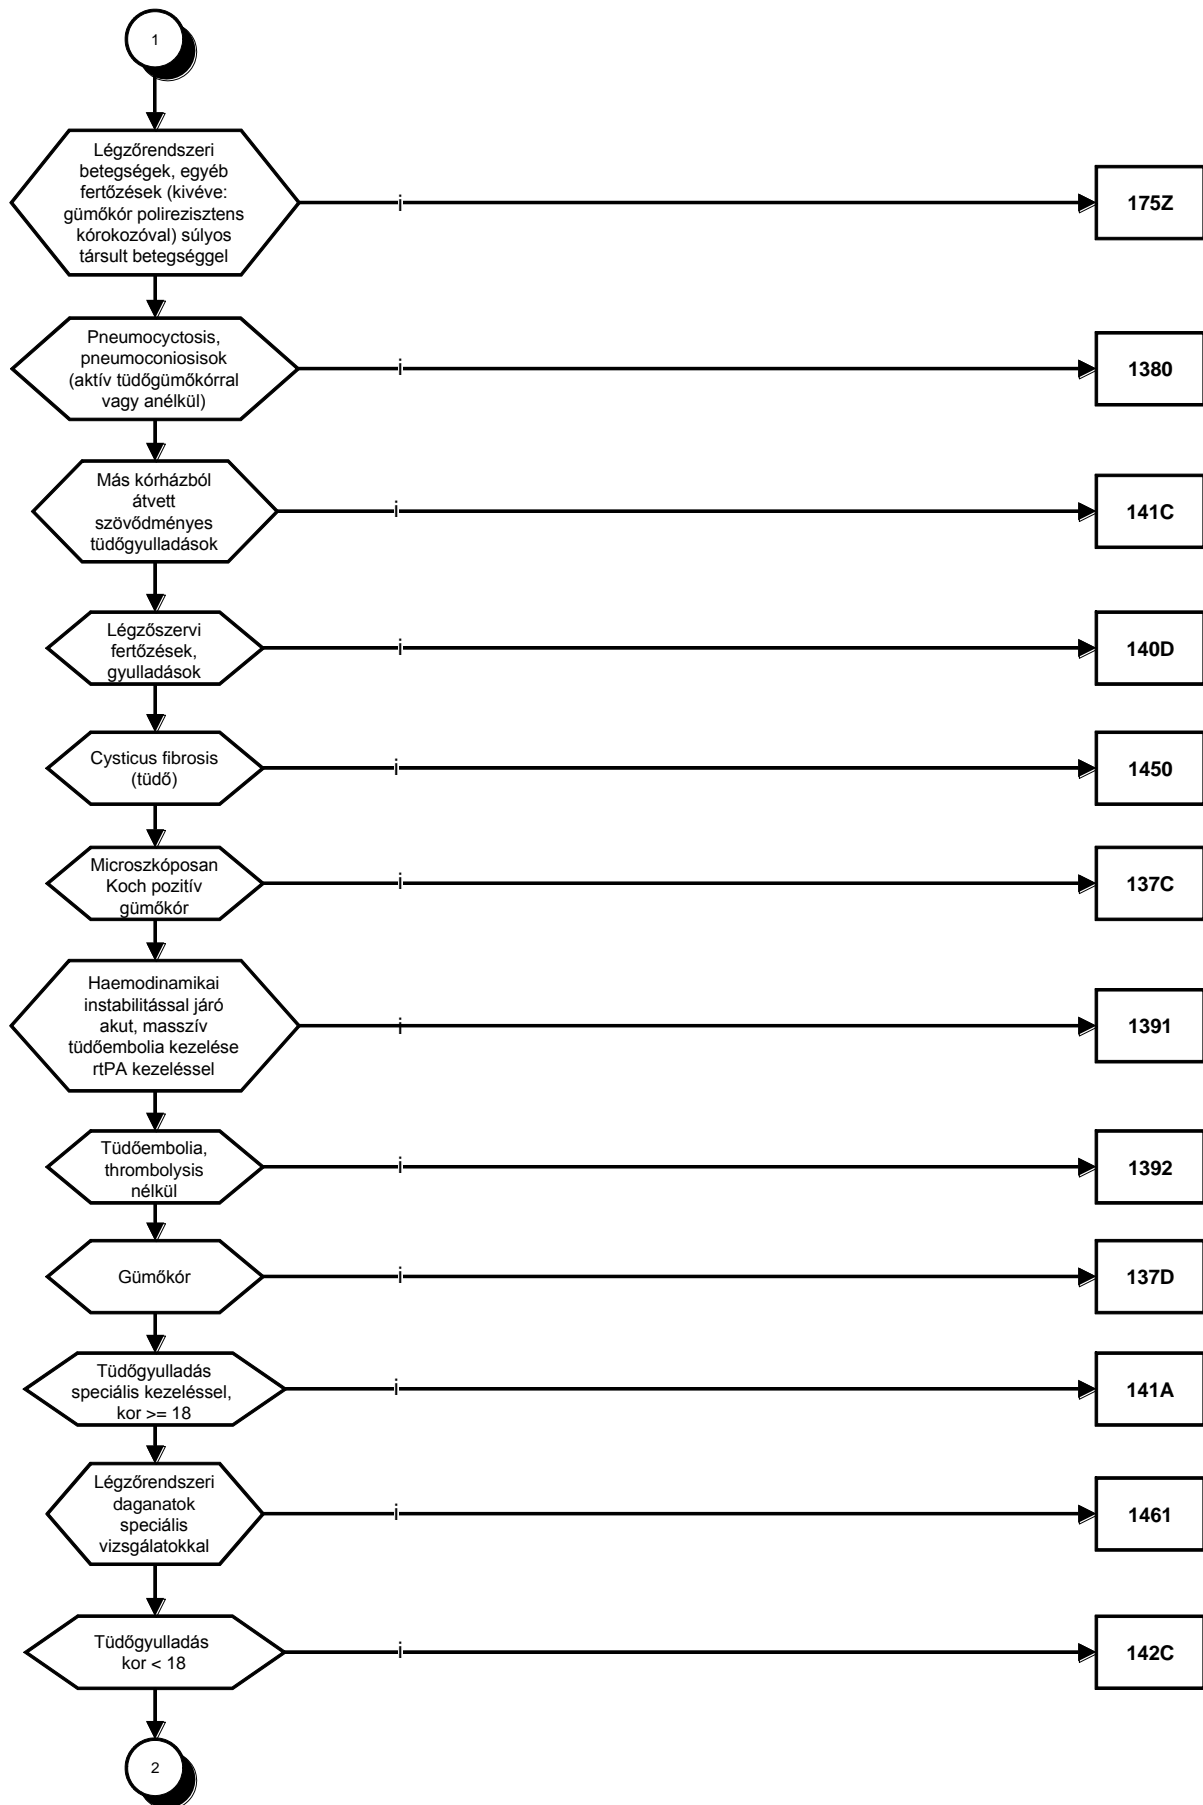 1
Légzőrendszeri
betegségek, egyéb
fertőzések (kivéve:
gümőkór polirezisztens
kórokozóval) súlyos
társult betegséggel
i
175Z
Pneumocyctosis,
pneumoconiosisok
(aktív tüdőgümőkórral
vagy anélkül)
i
1380
Más kórházból
átvett
szövődményes
tüdőgyulladások
i
141C
Légzőszervi
fertőzések,
gyulladások
i
140D
Cysticus fibrosis
(tüdő)
i
1450
Microszkóposan
Koch pozitív
gümőkór
i
137C
Haemodinamikai
instabilitással járó
akut, masszív
tüdőembolia kezelése
rtPA kezeléssel
i
1391
Tüdőembolia,
thrombolysis
nélkül
i
1392
Gümőkór
i
137D
Tüdőgyulladás
speciális kezeléssel,
kor >= 18
i
141A
Légzőrendszeri
daganatok
speciális
vizsgálatokkal
i
1461
Tüdőgyulladás
kor < 18
i
142C
2